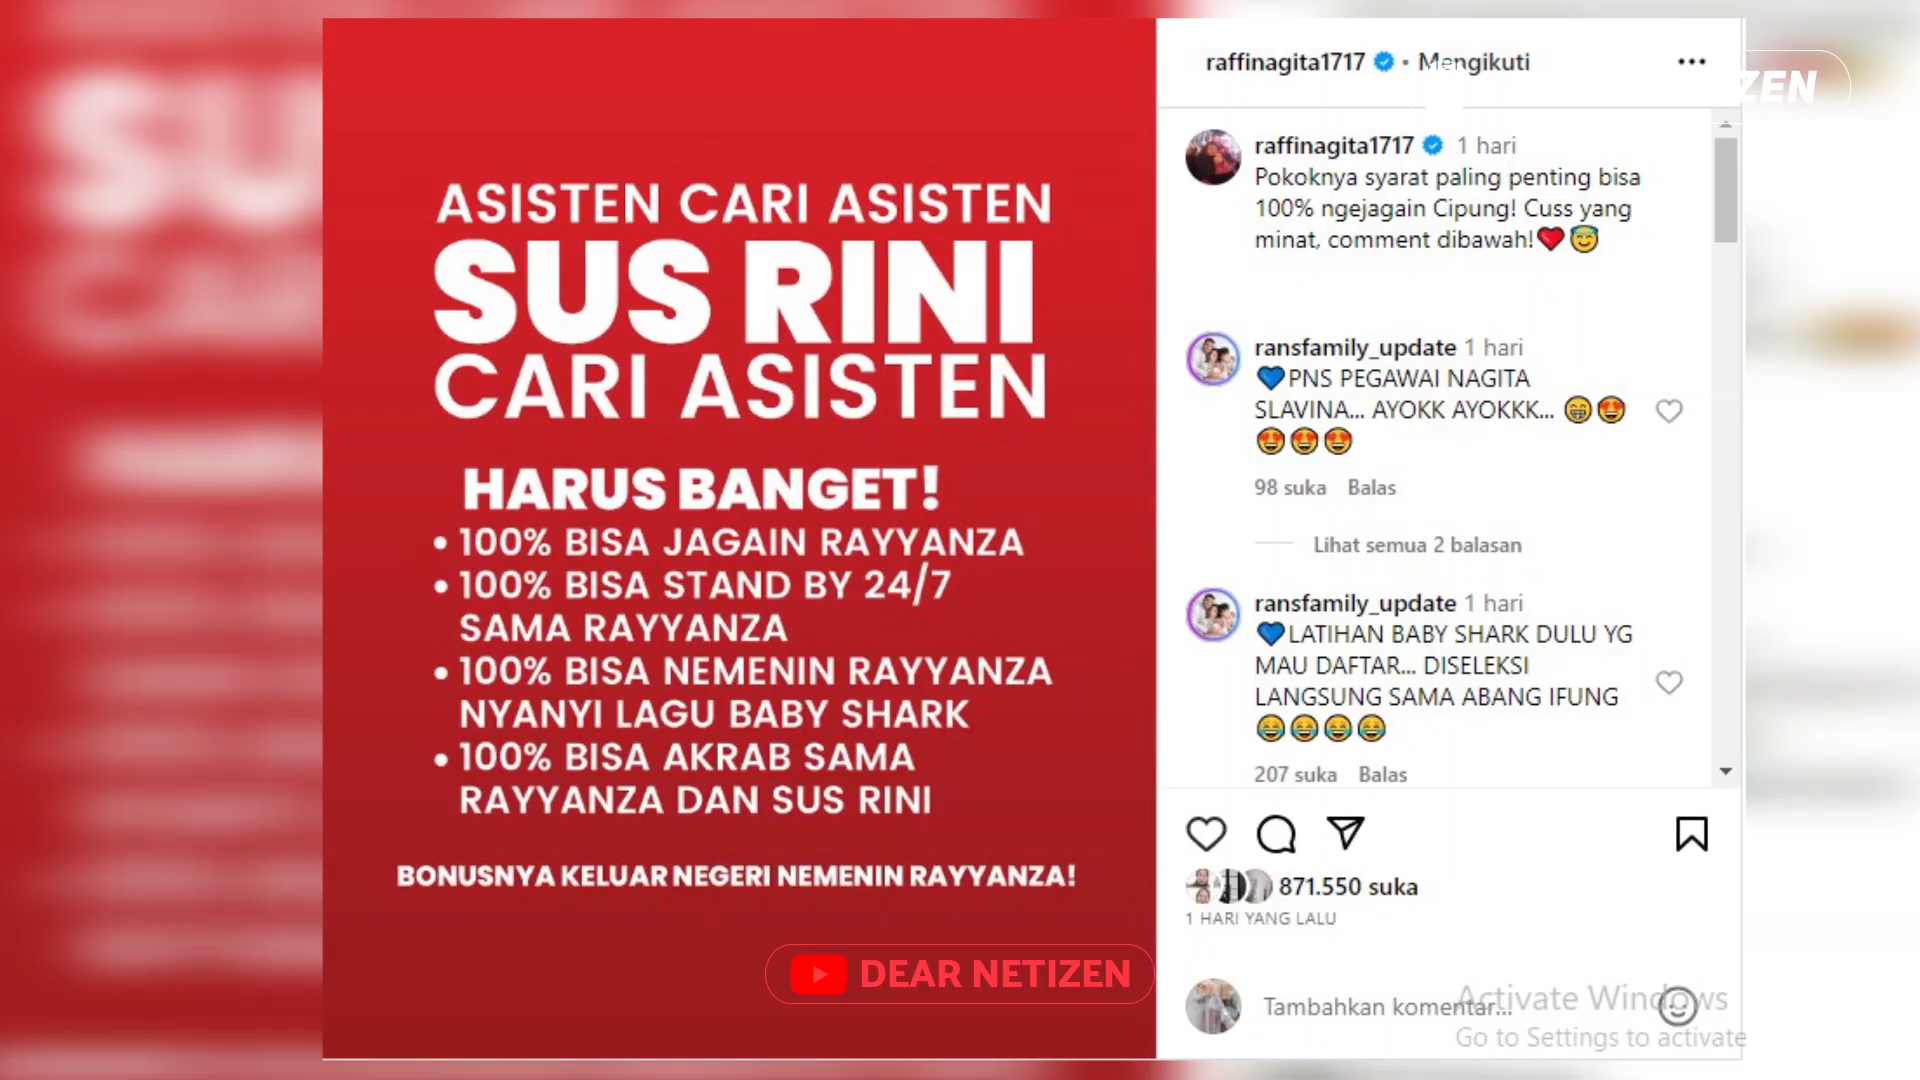 ASISTEN CARI ASISTEN
SUS RINI
CARI ASISTEN
HARUS BANGET!
• 100% BISA JAGAIN RAYYANZA
• 100% BISA STAND BY 24/7
SAMA RAYYANZA
• 100% BISA NEMENIN RAYYANZA
NYANYI LAGU BABY SHARK
• 100% BISA AKRAB SAMA
RAYYANZA DAN SUS RINI
BONUSNYA KELUAR NEGERI NEMENIN RAYYANZA!
DEAR NETIZEN
raffinagita1717 • Mengikuti
ZEN
raffinagita1717 1 hari
Pokoknya syarat paling penting bisa
100% ngejagain Cipung! Cuss yang
minat, comment dibawah!❤️😇
ransfamily_update 1 hari
💙PNS PEGAWAI NAGITA
SLAVINA... AYOKK AYOKKK... 😁😍
😍😍😍
98 suka Balas
Lihat semua 2 balasan
ransfamily_update 1 hari
💙LATIHAN BABY SHARK DULU YG
MAU DAFTAR... DISELEKSI
LANGSUNG SAMA ABANG IFUNG
😂😂😂😂
207 suka Balas
871.550 suka
1 HARI YANG LALU
Tambahkan komentar...
Activate Windows
Go to Settings to activate